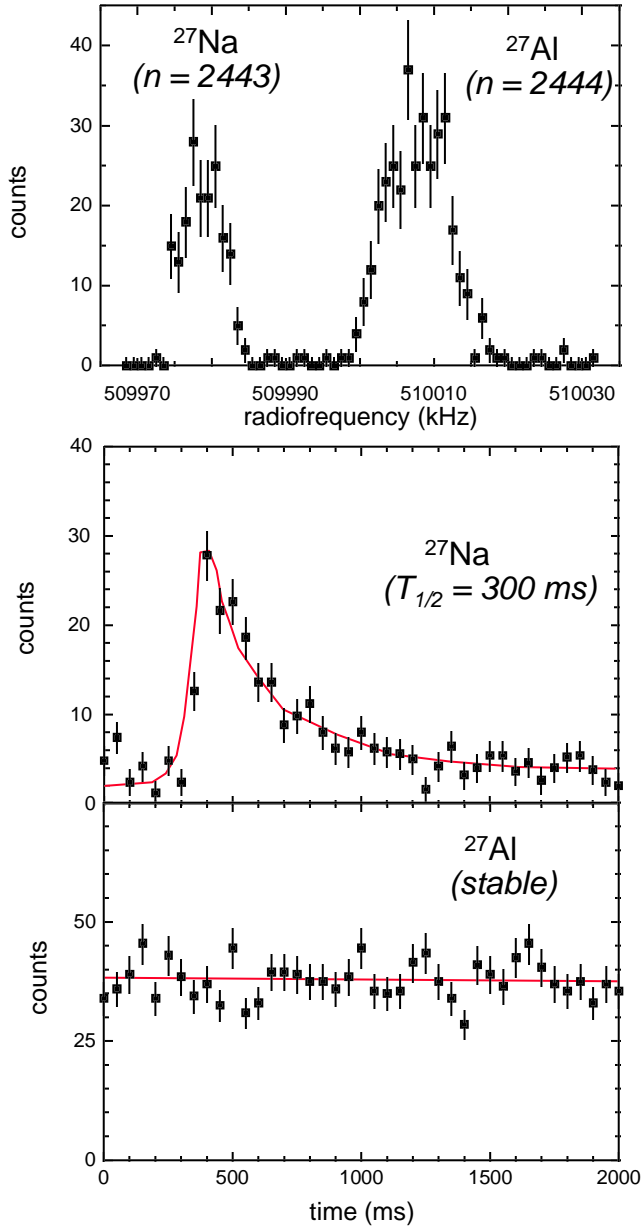 40
30
20
10
0
counts
²⁷Na
(n = 2443)
²⁷Al
(n = 2444)
509970
509990
510010
510030
radiofrequency (kHz)
40
30
20
10
0
counts
²⁷Na
(T₁/₂ = 300 ms)
50
25
0
counts
²⁷Al
(stable)
0
500
1000
1500
2000
time (ms)